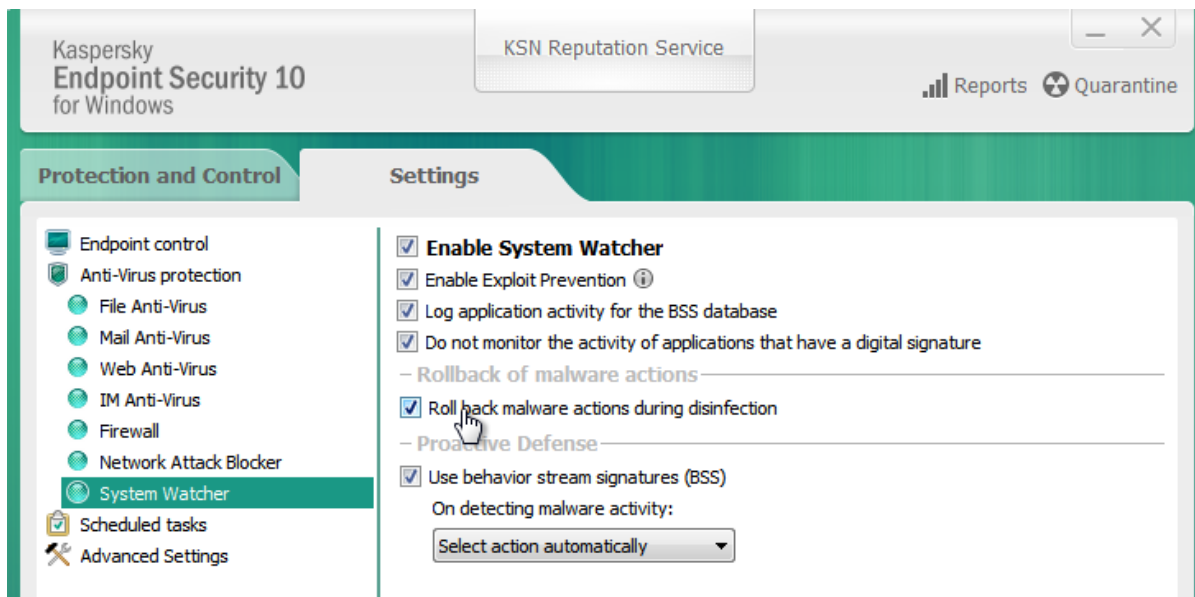 Kaspersky
Endpoint Security 10
for Windows
KSN Reputation Service
Reports
Quarantine
Protection and Control
Settings
Endpoint control
Anti-Virus protection
File Anti-Virus
Mail Anti-Virus
Web Anti-Virus
IM Anti-Virus
Firewall
Network Attack Blocker
System Watcher
Scheduled tasks
Advanced Settings
Enable System Watcher
Enable Exploit Prevention
Log application activity for the BSS database
Do not monitor the activity of applications that have a digital signature
Rollback of malware actions
Roll back malware actions during disinfection
Proactive Defense
Use behavior stream signatures (BSS)
On detecting malware activity:
Select action automatically